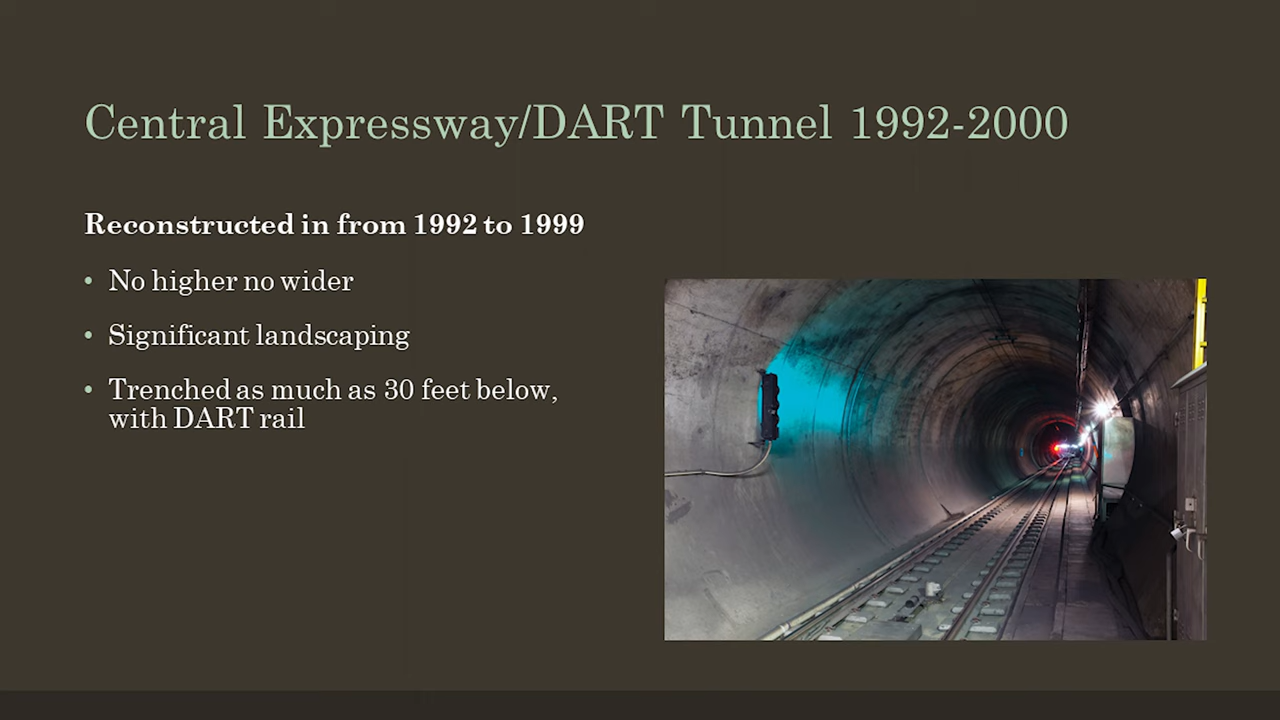 Central Expressway/DART Tunnel 1992-2000
Reconstructed in from 1992 to 1999
• No higher no wider
• Significant landscaping
• Trenched as much as 30 feet below,
with DART rail